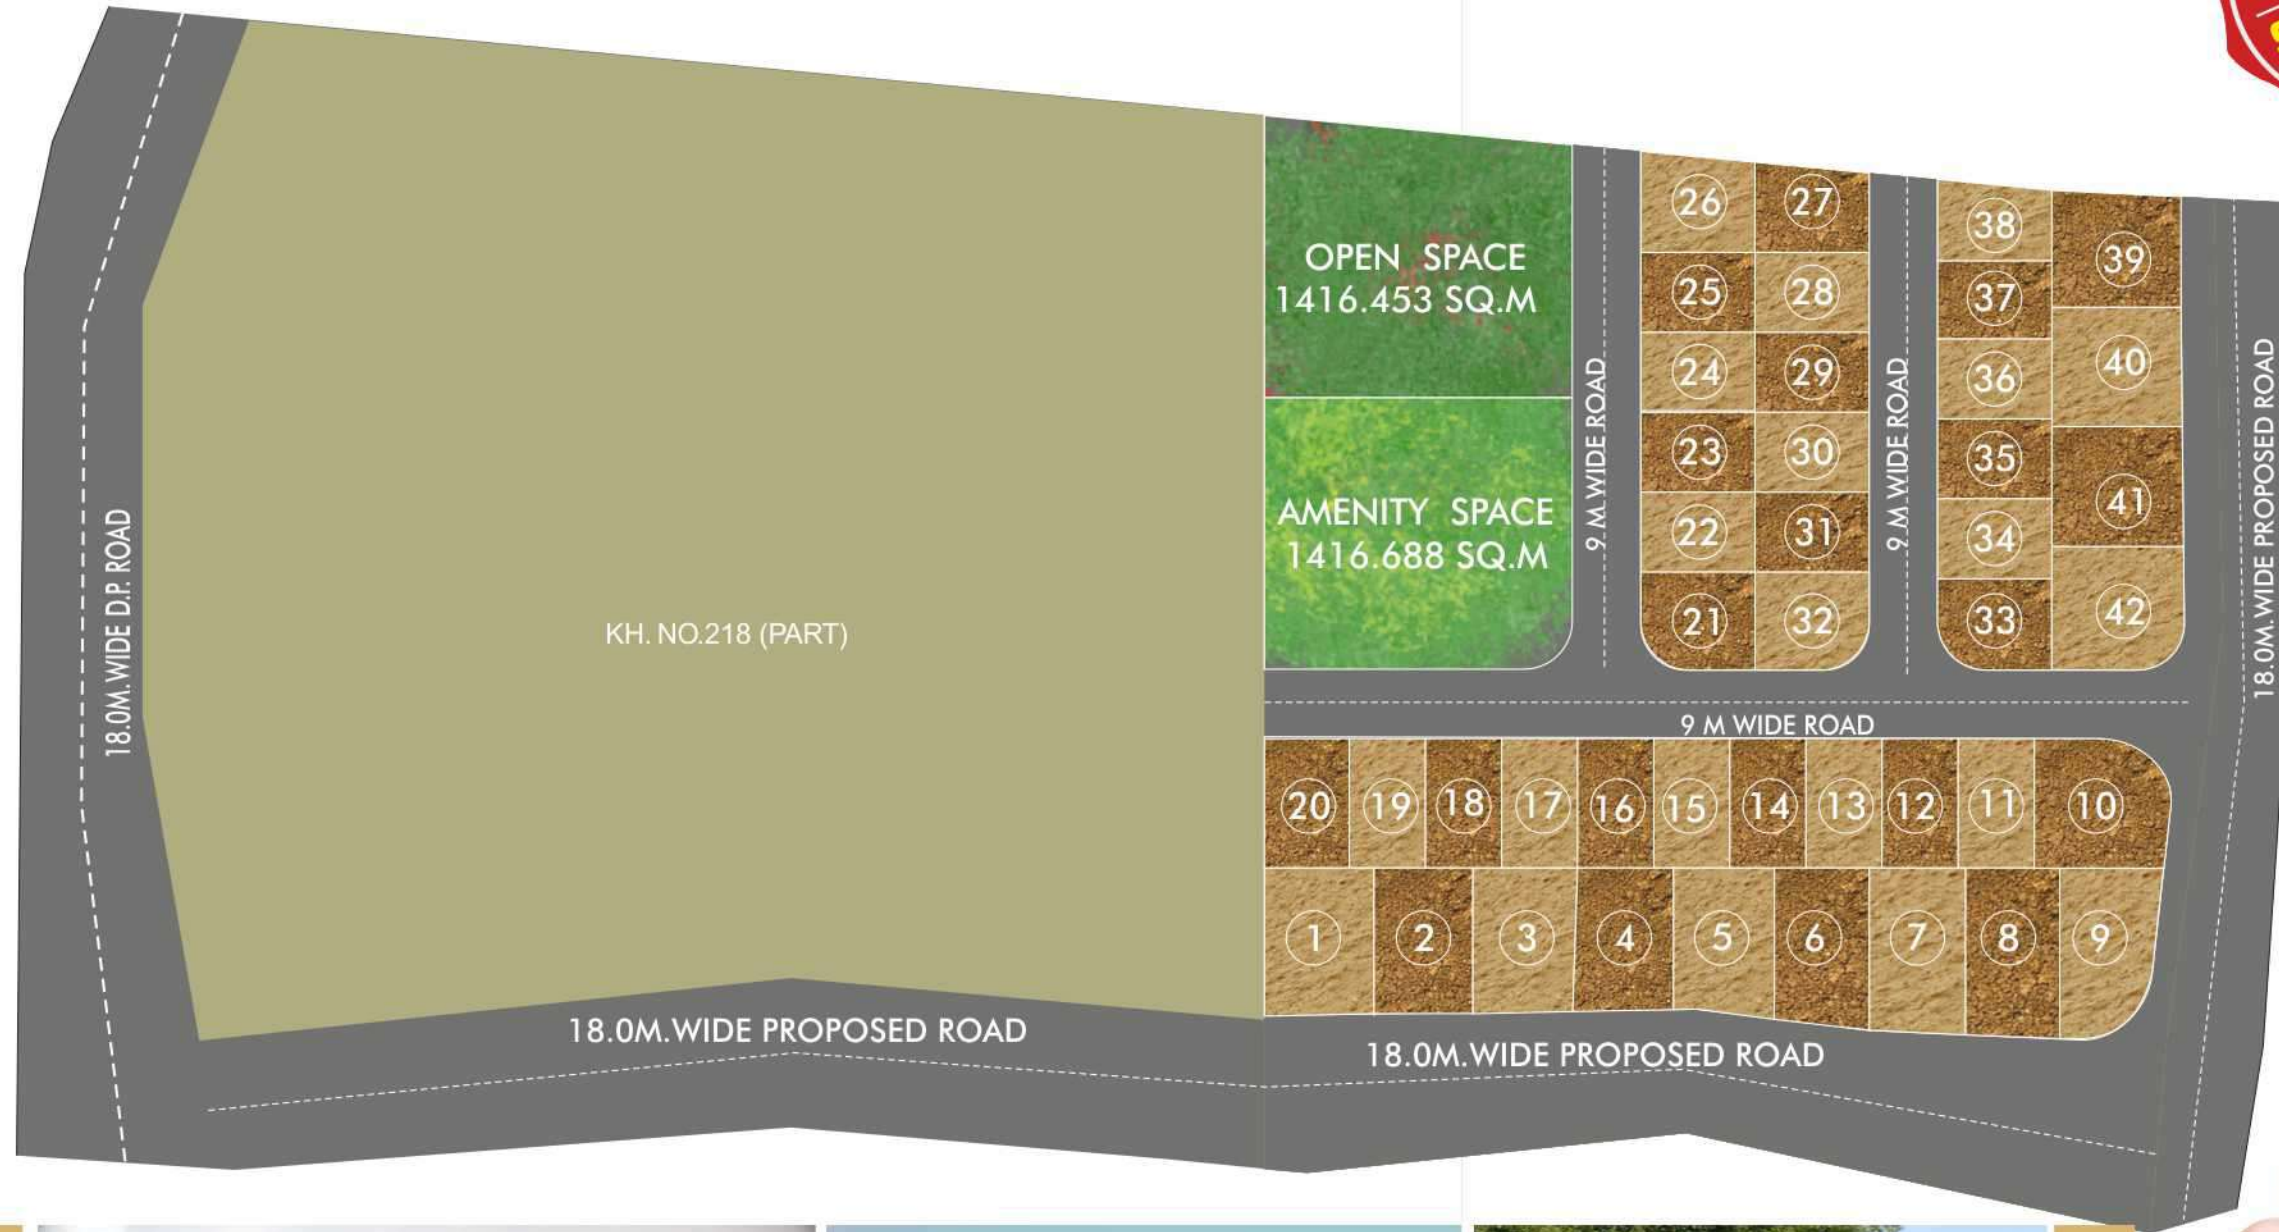 OPEN SPACE
1416.453 SQ.M
AMENITY SPACE
1416.688 SQ.M
KH. NO.218 (PART)
18.0M.WIDE D.P. ROAD
9 M.WIDE ROAD
9 M.WIDE ROAD
18.0M.WIDE PROPOSED ROAD
26 27
25 28
24 29
23 30
22 31
21 32
38 39
37
36 40
35
34 41
33 42
9 M WIDE ROAD
20 19 18 17 16 15 14 13 12 11 10
1 2 3 4 5 6 7 8 9
18.0M.WIDE PROPOSED ROAD
18.0M.WIDE PROPOSED ROAD